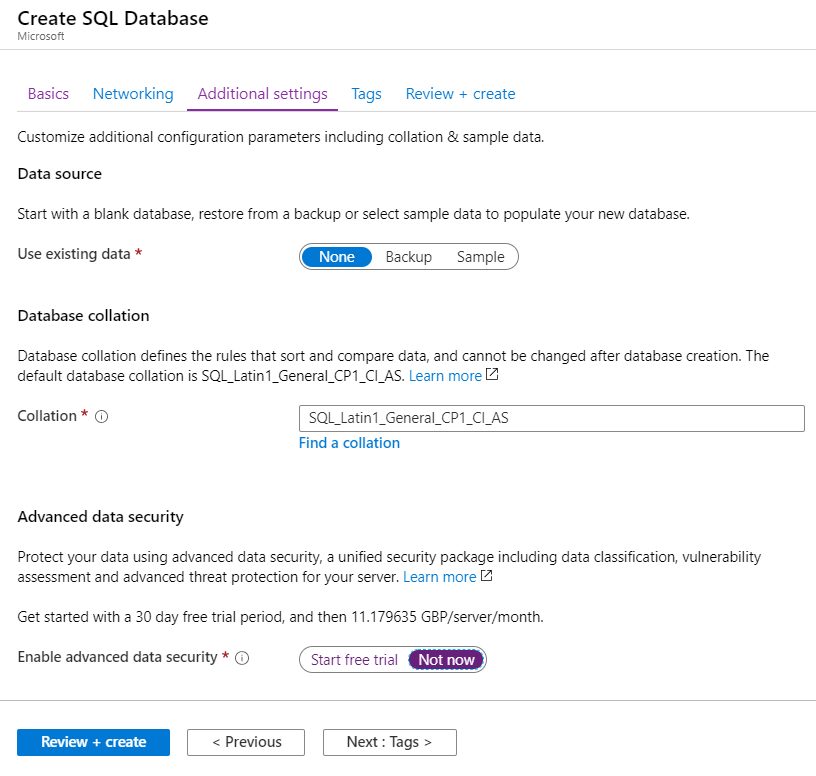 Create SQL Database
Microsoft
Basics Networking Additional settings Tags Review + create
Customize additional configuration parameters including collation & sample data.
Data source
Start with a blank database, restore from a backup or select sample data to populate your new database.
Use existing data * None Backup Sample
Database collation
Database collation defines the rules that sort and compare data, and cannot be changed after database creation. The
default database collation is SQL_Latin1_General_CP1_CI_AS. Learn more
Collation * SQL_Latin1_General_CP1_CI_AS
Find a collation
Advanced data security
Protect your data using advanced data security, a unified security package including data classification, vulnerability
assessment and advanced threat protection for your server. Learn more
Get started with a 30 day free trial period, and then 11.179635 GBP/server/month.
Enable advanced data security * Start free trial Not now
Review + create < Previous Next : Tags >